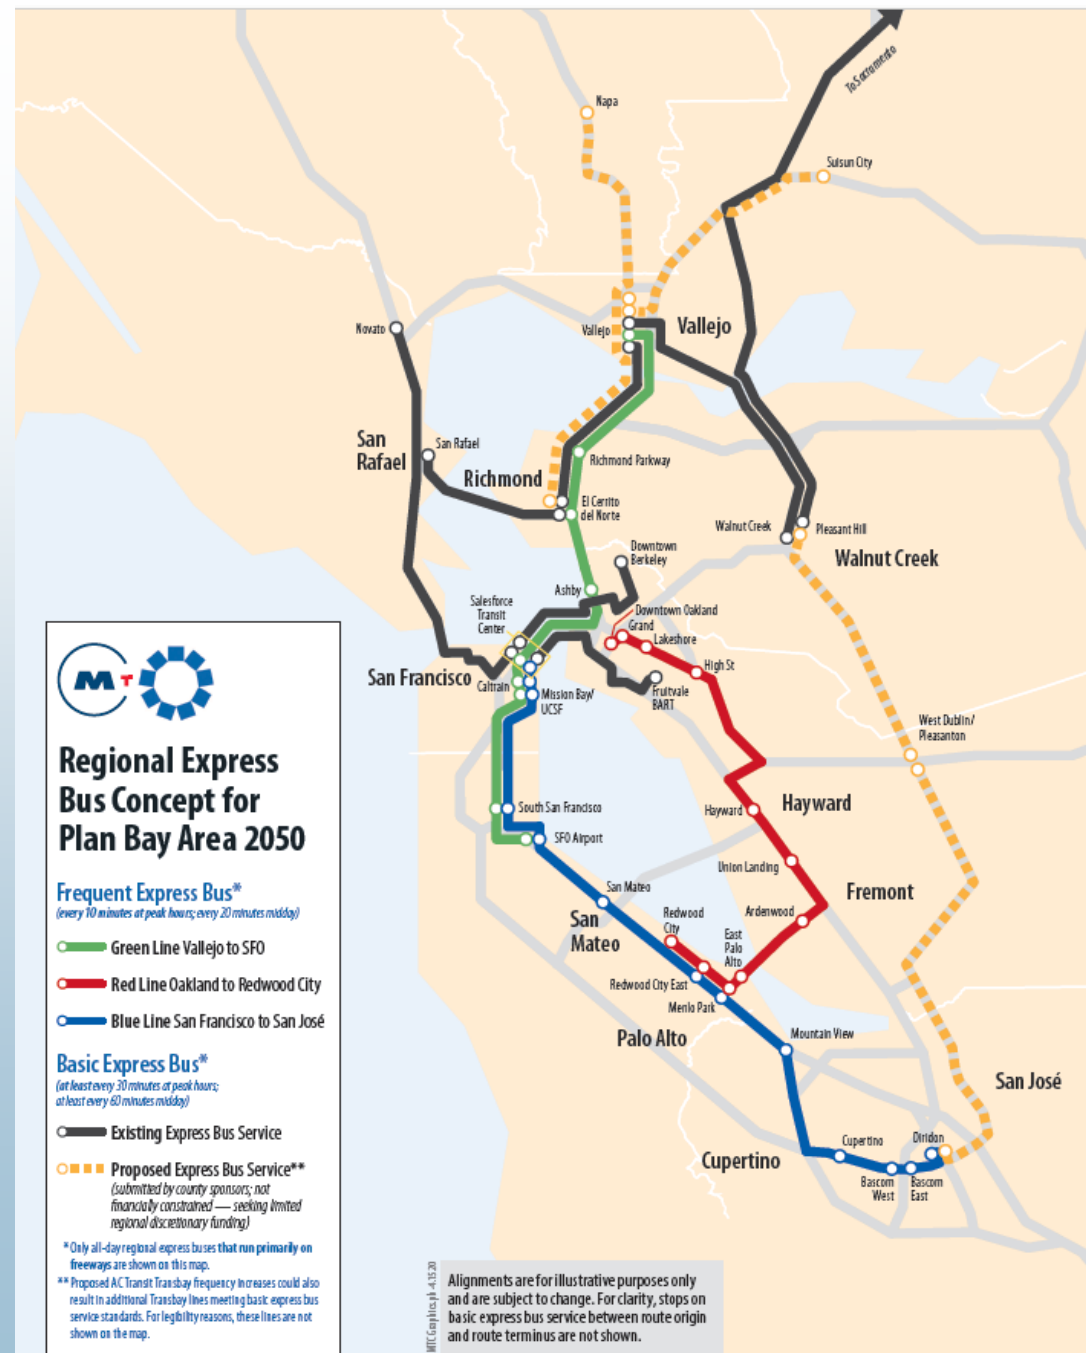 To Sacramento
Napa
Suisun City
Novato
Vallejo
Vallejo
San
Rafael
San Rafael
Richmond
Richmond Parkway
El Cerrito
del Norte
Walnut Creek
Pleasant Hill
Walnut Creek
Downtown
Berkeley
Ashby
Salesforce
Transit
Center
Downtown Oakland
Grand
Lakeshore
High St
San Francisco
Caltrain
Mission Bay/
UCSF
Fruitvale
BART
West Dublin/
Pleasanton
South San Francisco
Hayward
Hayward
SFO Airport
Union Landing
San Mateo
Fremont
San
Mateo
Redwood
City
Ardenwood
East
Palo
Alto
Redwood City East
Menlo Park
Palo Alto
Mountain View
San José
Cupertino
Cupertino
Diridon
Bascom
West
Bascom
East
M T
Regional Express
Bus Concept for
Plan Bay Area 2050
Frequent Express Bus*
(every 10 minutes at peak hours; every 20 minutes midday)
Green Line Vallejo to SFO
Red Line Oakland to Redwood City
Blue Line San Francisco to San José
Basic Express Bus*
(at least every 30 minutes at peak hours;
at least every 60 minutes midday)
Existing Express Bus Service
Proposed Express Bus Service**
(submitted by county sponsors; not
financially constrained — seeking limited
regional discretionary funding)
* Only all-day regional express buses that run primarily on
freeways are shown on this map.
** Proposed AC Transit Transbay frequency increases could also
result in additional Transbay lines meeting basic express bus
service standards. For legibility reasons, these lines are not
shown on the map.
MTC Graphics.ph -4.15.20
Alignments are for illustrative purposes only
and are subject to change. For clarity, stops on
basic express bus service between route origin
and route terminus are not shown.